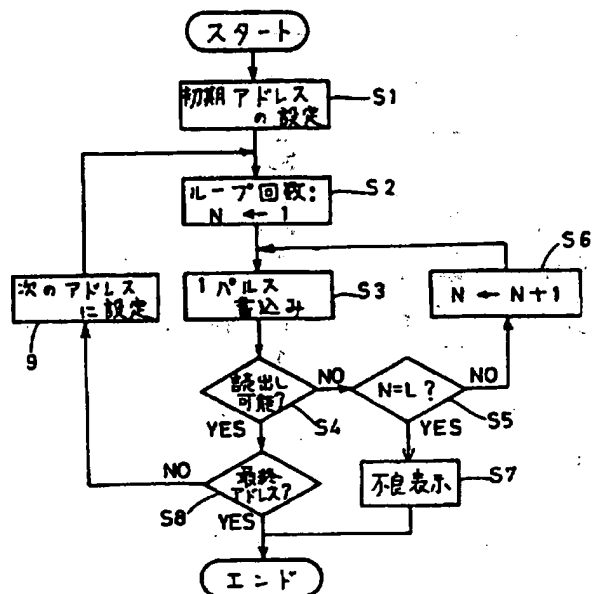 スタート
初期アドレス
の設定
S1
ループ回数:
N ← 1
S2
S6
次のアドレス
に設定
9
1パルス
書込み
S3
N ← N+1
読出し
可能?
NO
S4
YES
N=L?
NO
S5
YES
最終
アドレス?
NO
S8
YES
不良表示
S7
エンド